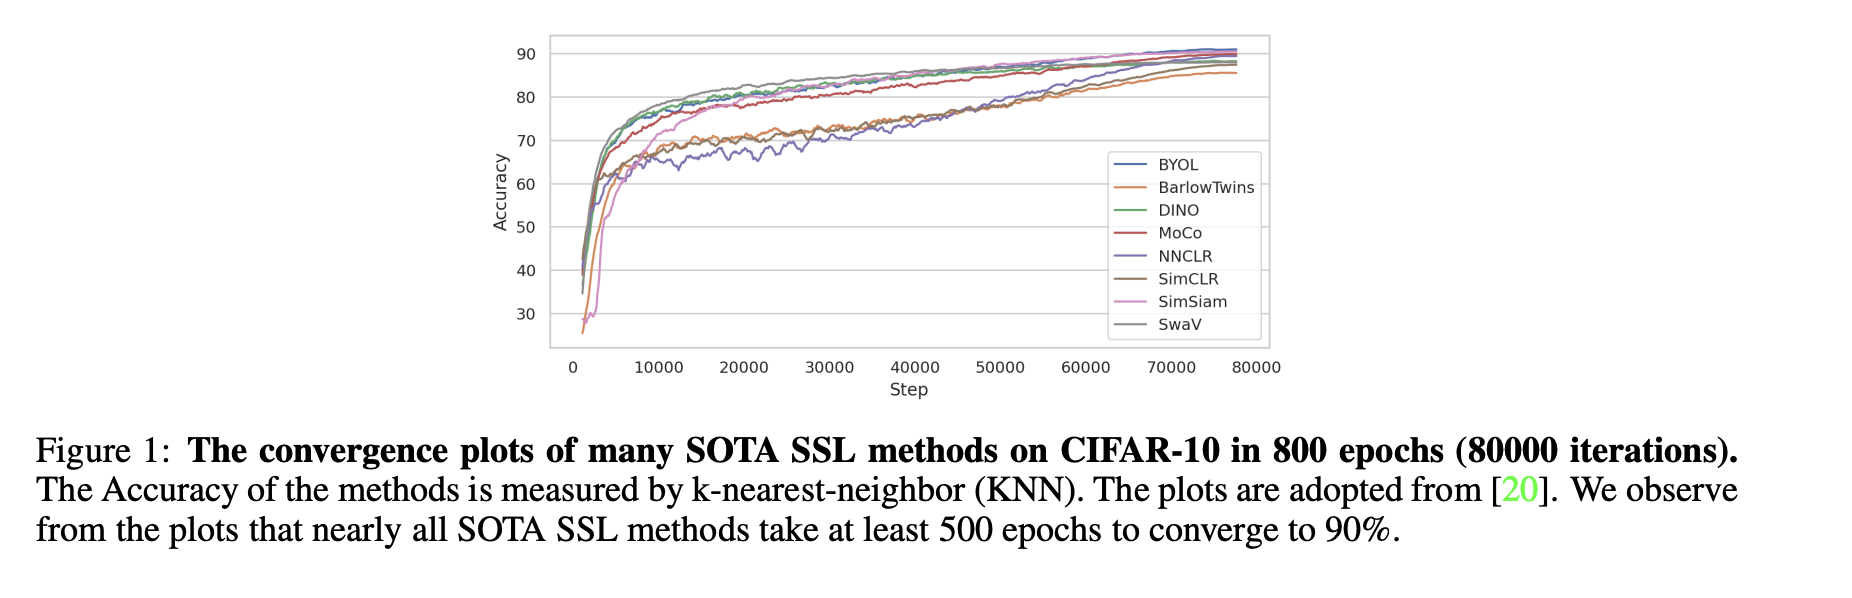 90
80
70
60
50
40
30
Accuracy
BYOL
BarlowTwins
DINO
MoCo
NNCLR
SimCLR
SimSiam
SwaV
0 10000 20000 30000 40000 50000 60000 70000 80000
Step
Figure 1: The convergence plots of many SOTA SSL methods on CIFAR-10 in 800 epochs (80000 iterations).
The Accuracy of the methods is measured by k-nearest-neighbor (KNN). The plots are adopted from [20]. We observe
from the plots that nearly all SOTA SSL methods take at least 500 epochs to converge to 90%.